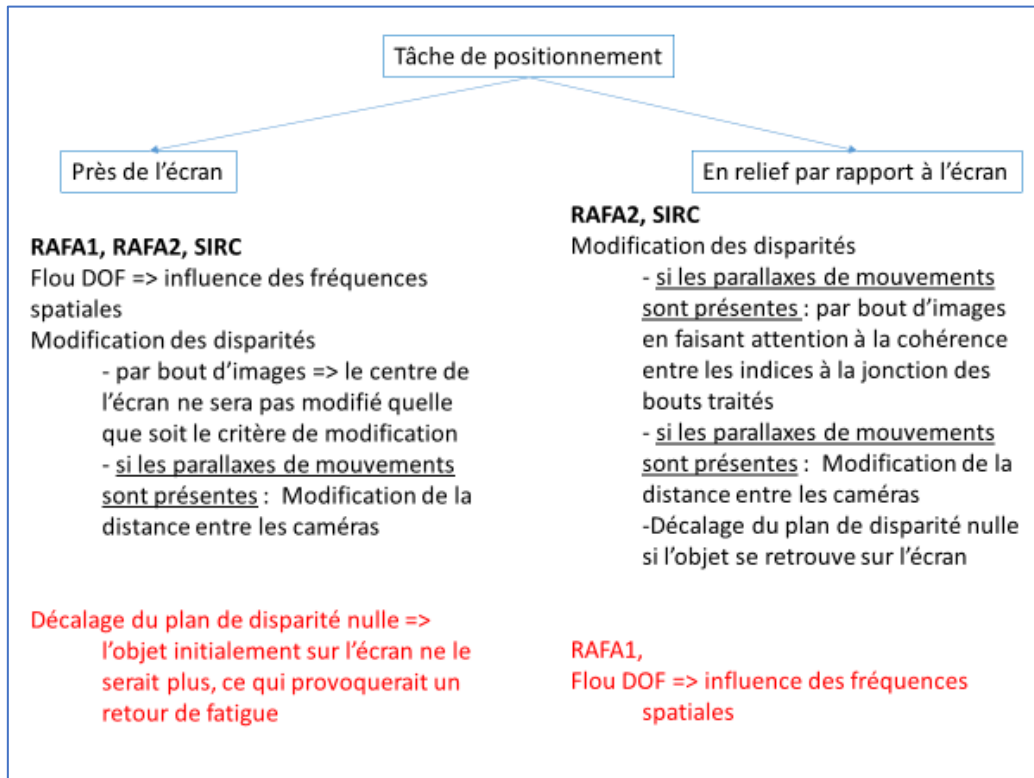 Tâche de positionnement
Près de l'écran
RAFA1, RAFA2, SIRC
Flou DOF => influence des fréquences
spatiales
Modification des disparités
- par bout d'images => le centre de
l'écran ne sera pas modifié quelle
que soit le critère de modification
- si les parallaxes de mouvements
sont présentes : Modification de la
distance entre les caméras
Décalage du plan de disparité nulle =>
l'objet initialement sur l'écran ne le
serait plus, ce qui provoquerait un
retour de fatigue
En relief par rapport à l'écran
RAFA2, SIRC
Modification des disparités
- si les parallaxes de mouvements
sont présentes : par bout d'images
en faisant attention à la cohérence
entre les indices à la jonction des
bouts traités
- si les parallaxes de mouvements
sont présentes : Modification de la
distance entre les caméras
-Décalage du plan de disparité nulle
si l'objet se retrouve sur l'écran
RAFA1,
Flou DOF => influence des fréquences
spatiales